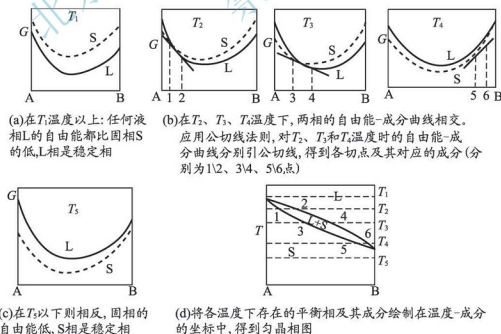 T₁
G
S
L
A
B
T₂
G
S
L
1 2
A
B
T₃
S
L
3 4
A
B
T₄
L
S
5 6
A
B
(a)在T₁温度以上: 任何液
相L的自由能都比固相S
的低,L相是稳定相
(b)在T₂、T₃、T₄温度下, 两相的自由能-成分曲线相交。
应用公切线法则, 对T₂、T₃和T₄温度时的自由能-成
分曲线分别引公切线, 得到各切点及其对应的成分(分
别为1\2、3\4、5\6点)
G
T₅
L
S
A
B
T
L
T₁
2
T₂
1
L+S
4
T₃
3
6
T₄
S
5
T₅
A
B
(c)在T₅以下则相反, 固相的
自由能低, S相是稳定相
(d)将各温度下存在的平衡相及其成分绘制在温度-成分
的坐标中, 得到匀晶相图